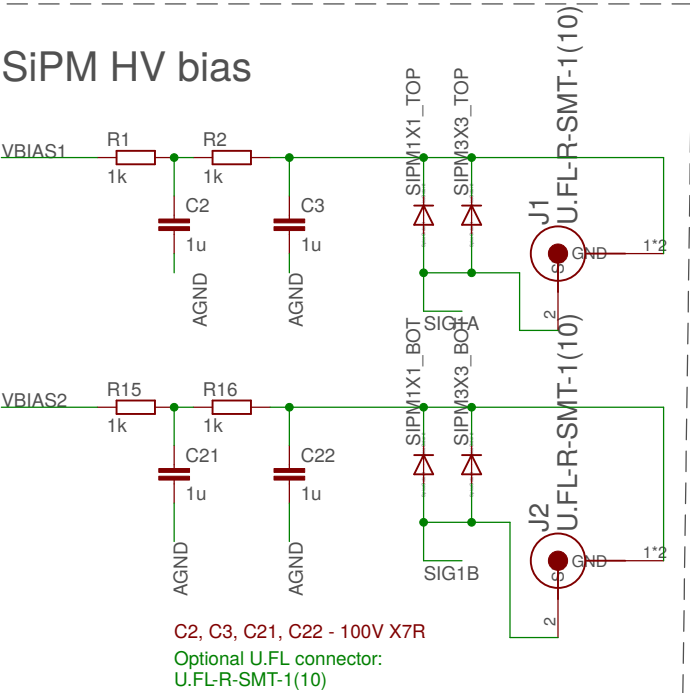 SiPM HV bias
VBIAS1
R1
1k
R2
1k
C2
1u
AGND
C3
1u
AGND
SIPM1X1_TOP
SIPM3X3_TOP
J1
U.FL-R-SMT-1(10)
GND
S
1*2
2
SIG1A
VBIAS2
R15
1k
R16
1k
C21
1u
AGND
C22
1u
AGND
SIPM1X1_BOT
SIPM3X3_BOT
J2
U.FL-R-SMT-1(10)
GND
S
1*2
2
SIG1B
C2, C3, C21, C22 - 100V X7R
Optional U.FL connector:
U.FL-R-SMT-1(10)